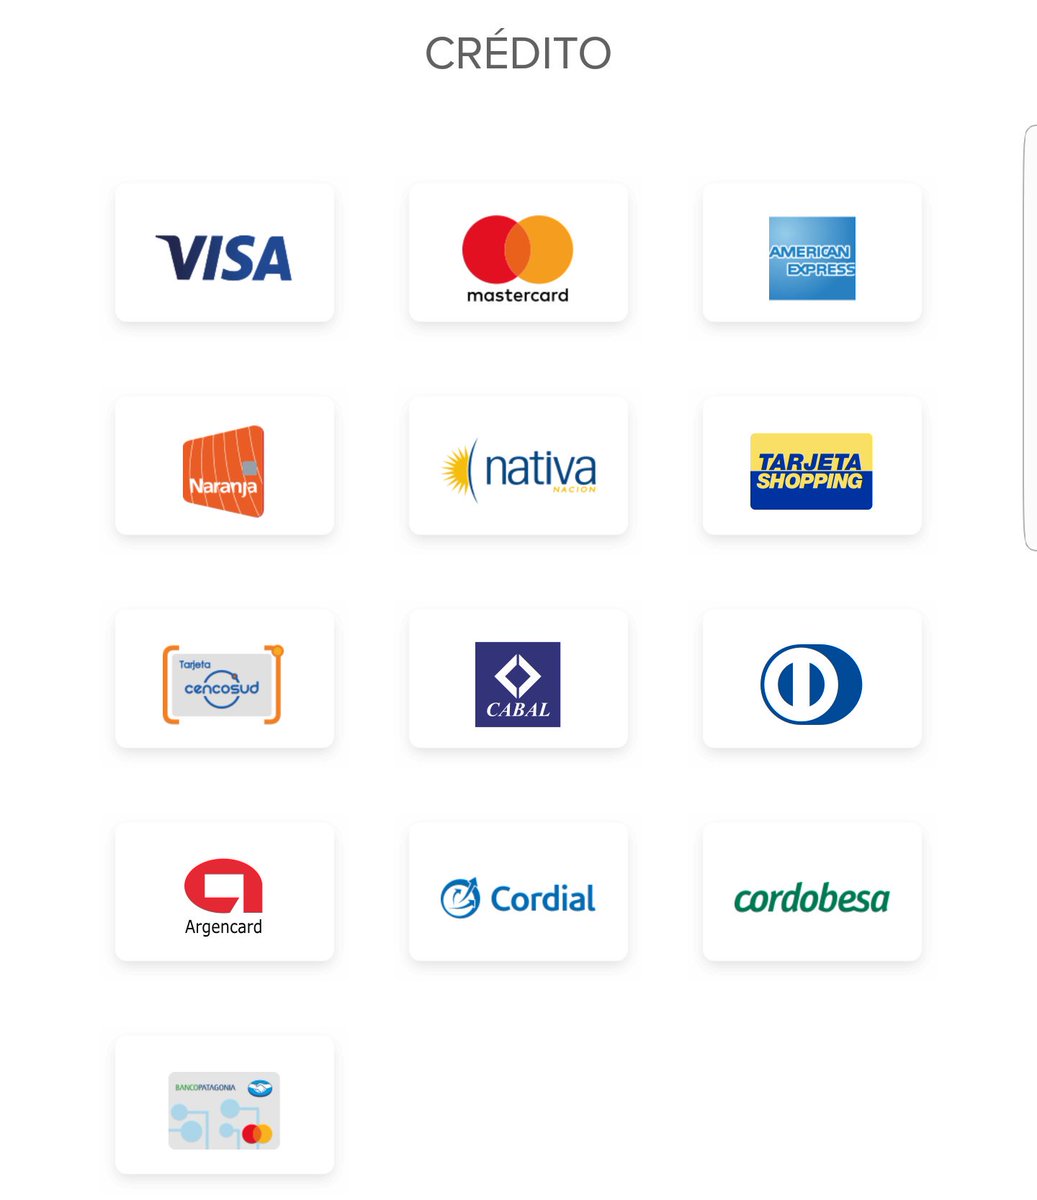 CRÉDITO
VISA
mastercard
AMERICAN
EXPRESS
Naranja
nativa
NACION
TARJETA
SHOPPING
Tarjeta
cencosud
CABAL
Argencard
Cordial
cordobesa
BANCOPATAGONIA